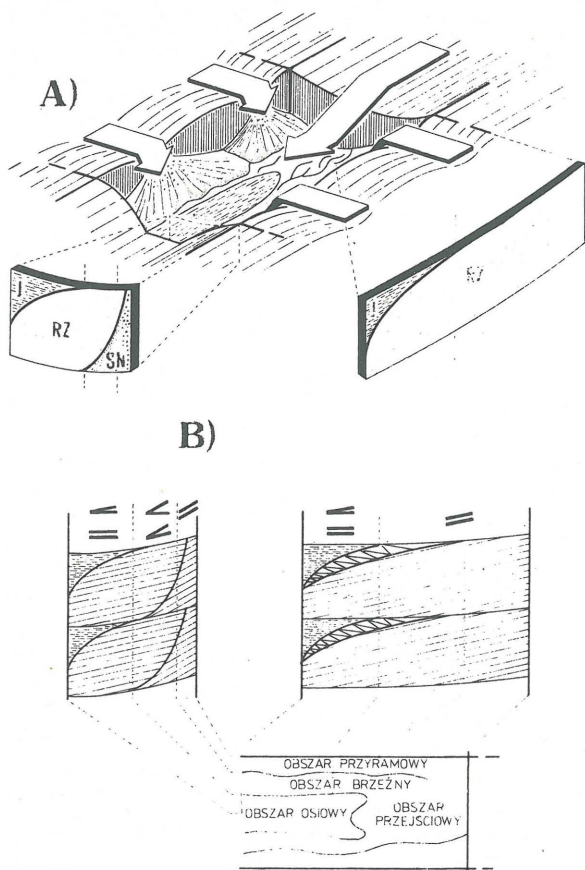 A)
J
RZ
SN
J
RZ
B)
OBSZAR PRZYRAMOWY
OBSZAR BRZEŻNY
OBSZAR OSIOWY
OBSZAR
PRZEJŚCIOWY